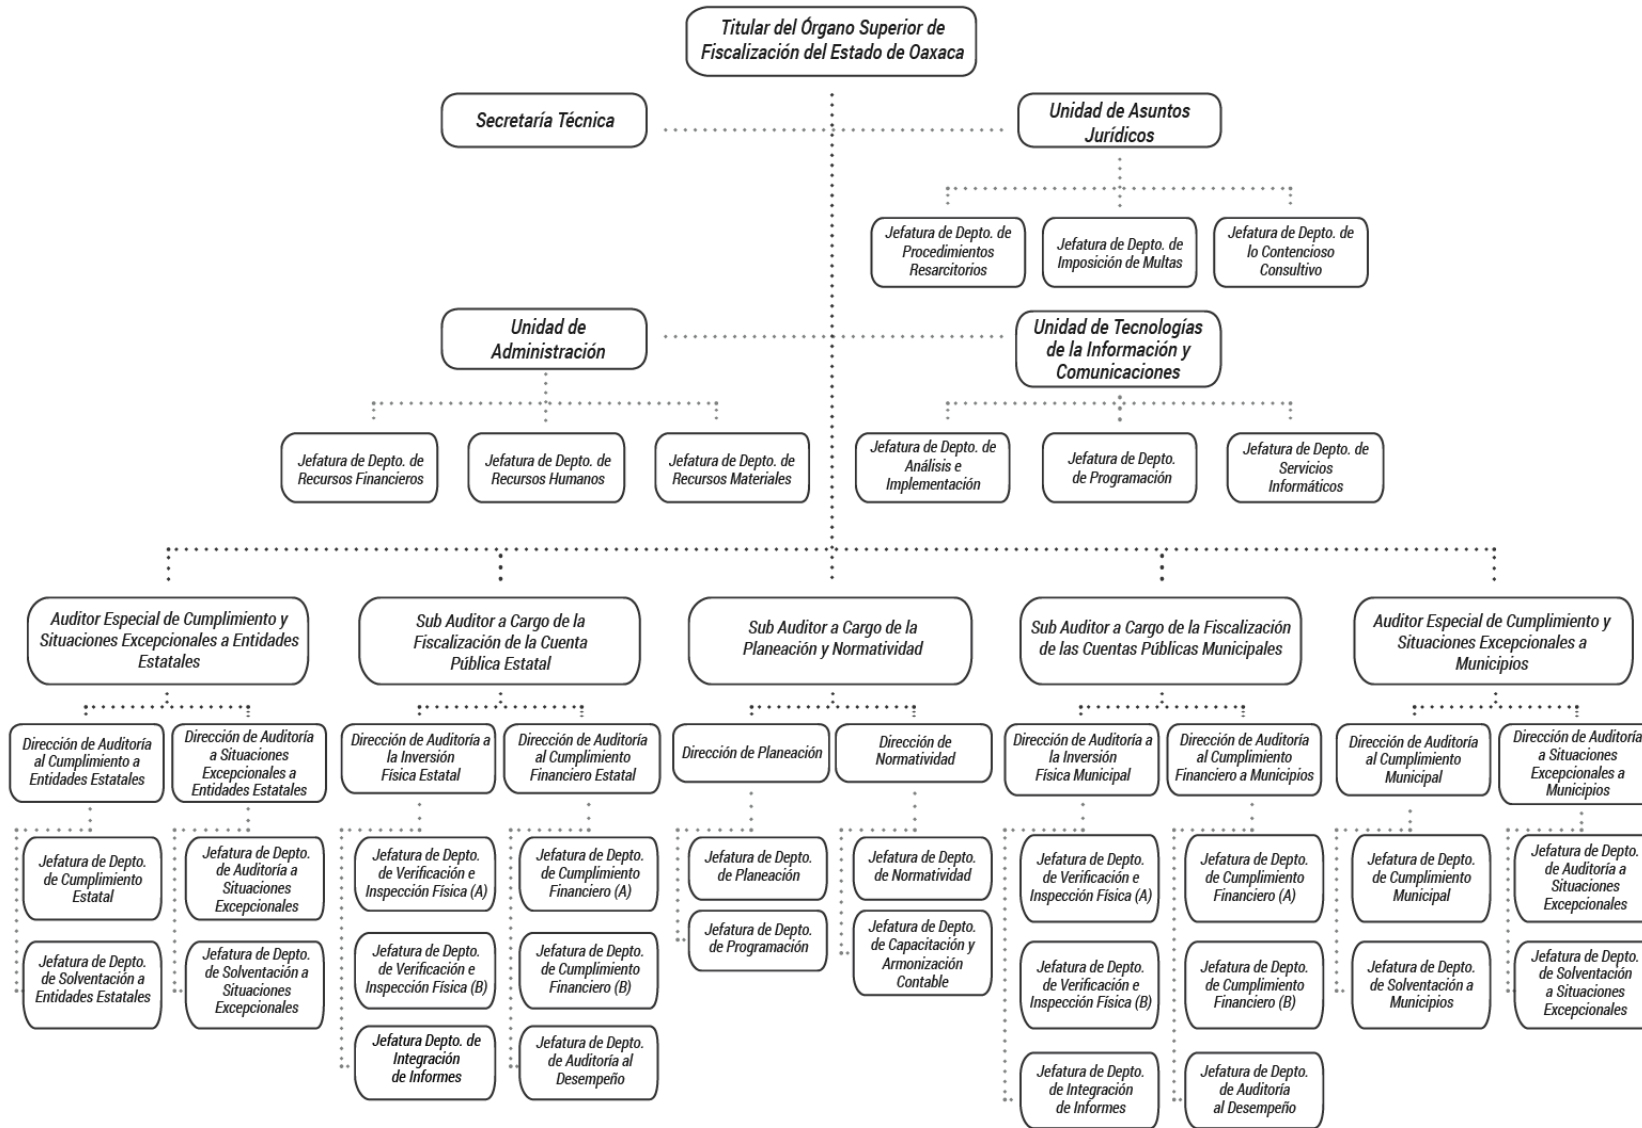 Titular del Órgano Superior de
Fiscalización del Estado de Oaxaca
Secretaría Técnica
Unidad de Asuntos
Jurídicos
Jefatura de Depto. de
Procedimientos
Resarcitorios
Jefatura de Depto. de
Imposición de Multas
Jefatura de Depto. de
lo Contencioso
Consultivo
Unidad de
Administración
Unidad de Tecnologías
de la Información y
Comunicaciones
Jefatura de Depto. de
Recursos Financieros
Jefatura de Depto. de
Recursos Humanos
Jefatura de Depto. de
Recursos Materiales
Jefatura de Depto. de
Análisis e
Implementación
Jefatura de Depto.
de Programación
Jefatura de Depto. de
Servicios
Informáticos
Auditor Especial de Cumplimiento y
Situaciones Excepcionales a Entidades
Estatales
Sub Auditor a Cargo de la
Fiscalización de la Cuenta
Pública Estatal
Sub Auditor a Cargo de la
Planeación y Normatividad
Sub Auditor a Cargo de la Fiscalización
de las Cuentas Públicas Municipales
Auditor Especial de Cumplimiento y
Situaciones Excepcionales a
Municipios
Dirección de Auditoría
al Cumplimiento a
Entidades Estatales
Dirección de Auditoría
a Situaciones
Excepcionales a
Entidades Estatales
Dirección de Auditoría a
la Inversión
Física Estatal
Dirección de Auditoría
al Cumplimiento
Financiero Estatal
Dirección de Planeación
Dirección de
Normatividad
Dirección de Auditoría a
la Inversión
Física Municipal
Dirección de Auditoría
al Cumplimiento
Financiero a Municipios
Dirección de Auditoría
al Cumplimiento
Municipal
Dirección de Auditoría
a Situaciones
Excepcionales a
Municipios
Jefatura de Depto.
de Cumplimiento
Estatal
Jefatura de Depto.
de Auditoría a
Situaciones
Excepcionales
Jefatura de Depto.
de Verificación e
Inspección Física (A)
Jefatura de Depto.
de Cumplimiento
Financiero (A)
Jefatura de Depto.
de Planeación
Jefatura de Depto.
de Normatividad
Jefatura de Depto.
de Verificación e
Inspección Física (A)
Jefatura de Depto.
de Cumplimiento
Financiero (A)
Jefatura de Depto.
de Cumplimiento
Municipal
Jefatura de Depto.
de Auditoría a
Situaciones
Excepcionales
Jefatura de Depto.
de Solventación a
Entidades Estatales
Jefatura de Depto.
de Solventación a
Situaciones
Excepcionales
Jefatura de Depto.
de Verificación e
Inspección Física (B)
Jefatura de Depto.
de Cumplimiento
Financiero (B)
Jefatura de Depto.
de Programación
Jefatura de Depto.
de Capacitación y
Armonización
Contable
Jefatura de Depto.
de Verificación e
Inspección Física (B)
Jefatura de Depto.
de Cumplimiento
Financiero (B)
Jefatura de Depto.
de Solventación a
Municipios
Jefatura de Depto.
de Solventación
a Situaciones
Excepcionales
Jefatura Depto. de
Integración
de Informes
Jefatura de Depto.
de Auditoría al
Desempeño
Jefatura de Depto.
de Integración
de Informes
Jefatura de Depto.
de Auditoría
al Desempeño